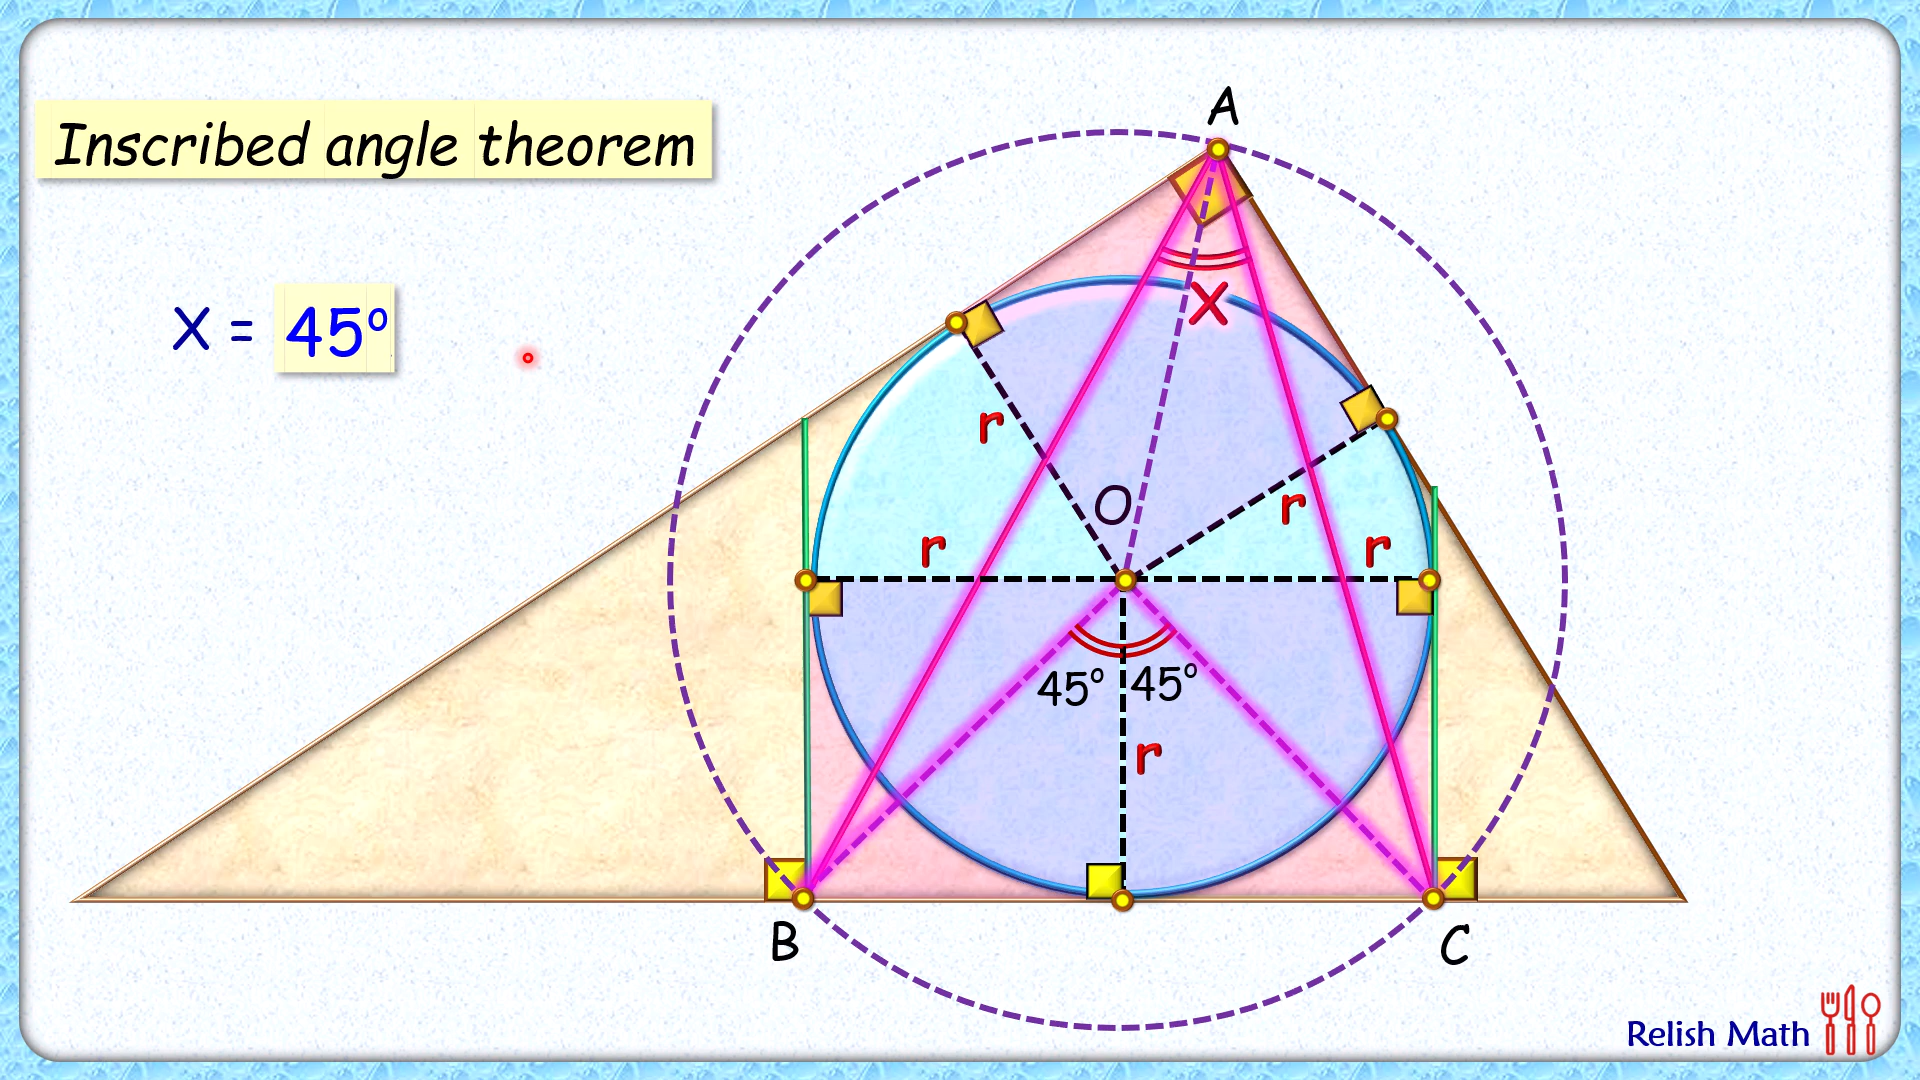 A
Inscribed angle theorem
X = 45°
X
r
O
r
r
r
45° 45°
r
B
C
Relish Math